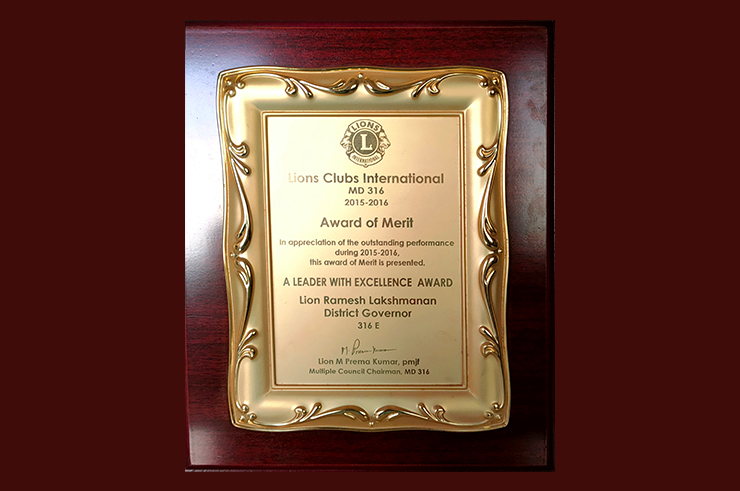 LIONS
L
INTERNATIONAL
Lions Clubs International
MD 316
2015-2016
Award of Merit
In appreciation of the outstanding performance
during 2015-2016,
this award of Merit is presented.
A LEADER WITH EXCELLENCE AWARD
Lion Ramesh Lakshmanan
District Governor
316 E
M Prema Kumar
Lion M Prema Kumar, pmjf
Multiple Council Chairman, MD 316